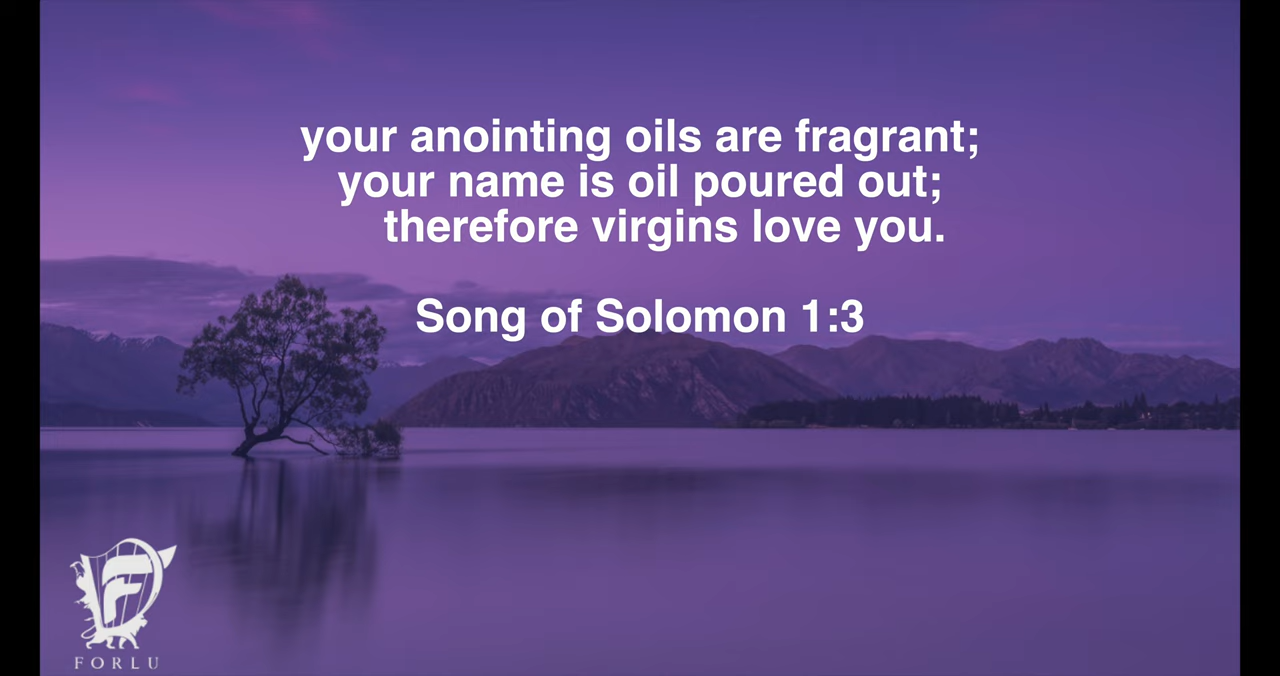 your anointing oils are fragrant;
your name is oil poured out;
therefore virgins love you.
Song of Solomon 1:3
FORLU